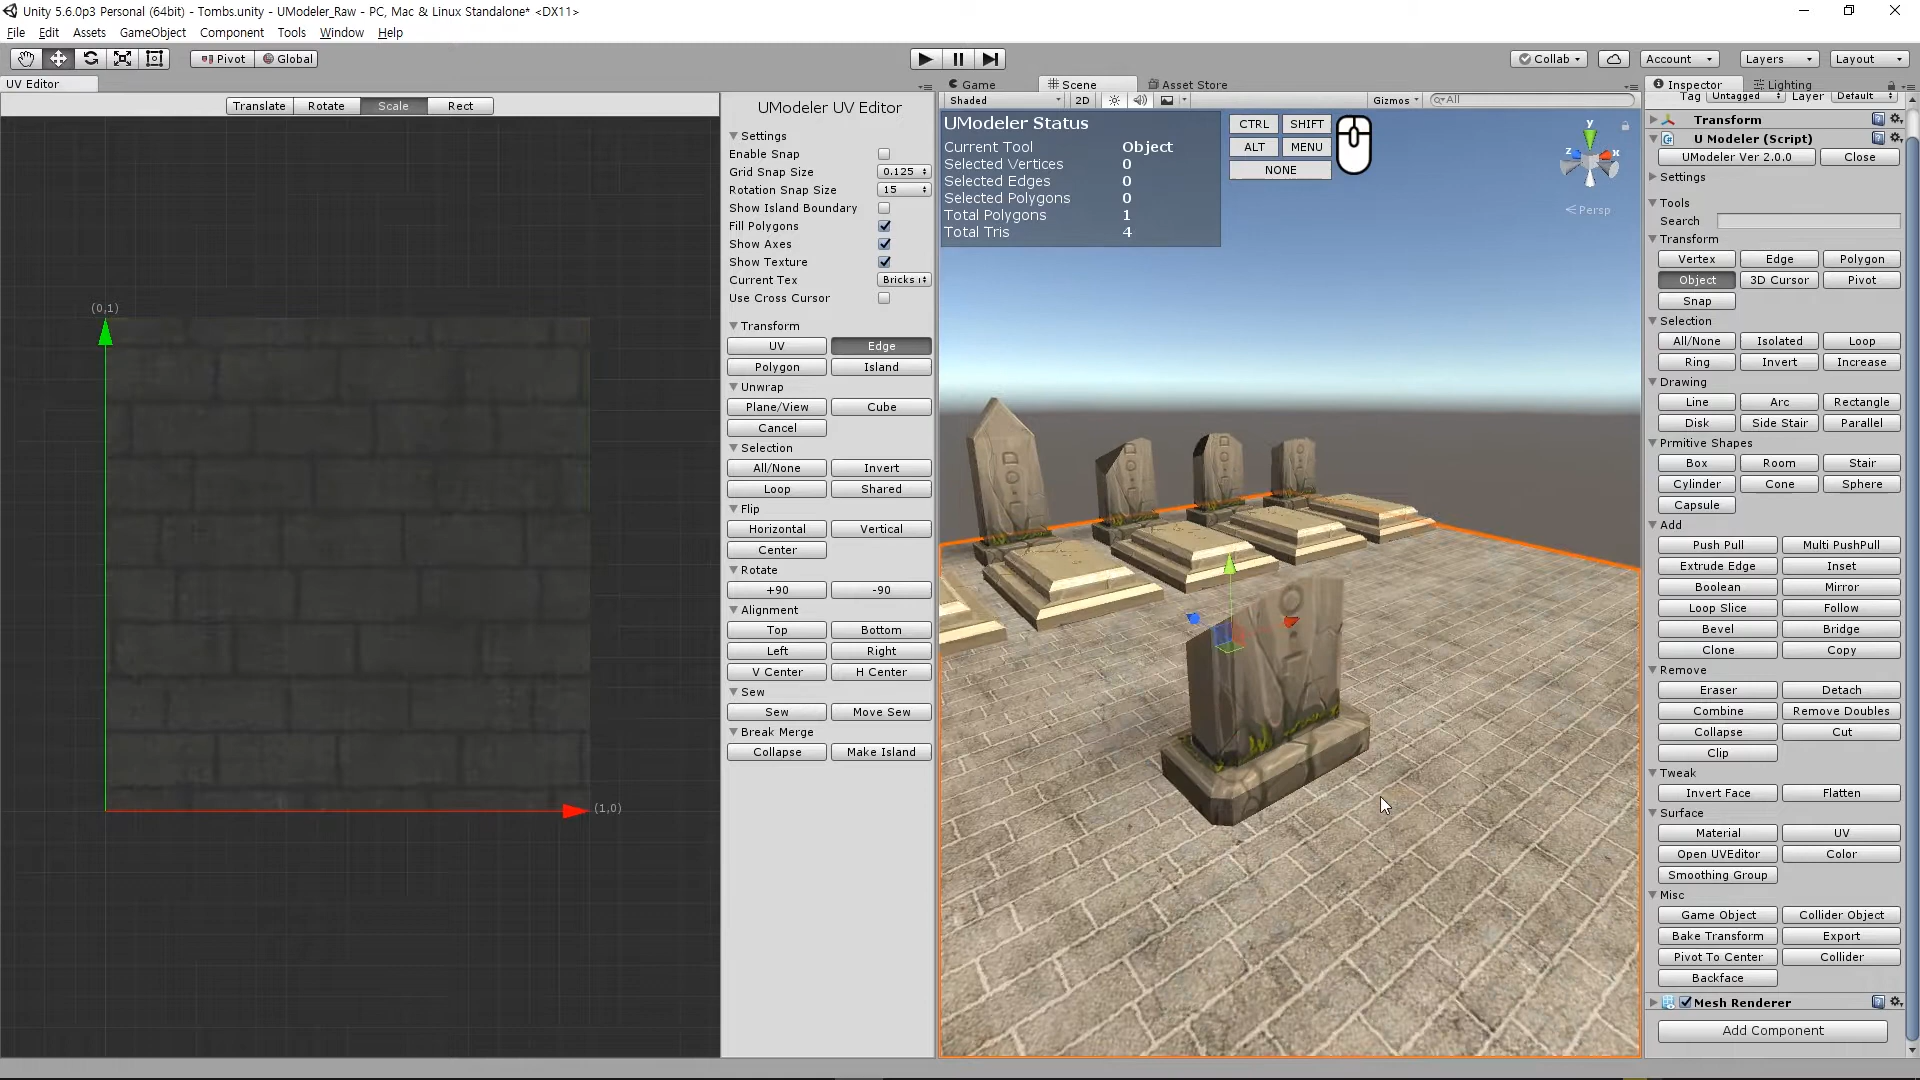 Unity 5.6.0p3 Personal (64bit) - Tombs.unity - UModeler_Raw - PC, Mac & Linux Standalone* <DX11>
File Edit Assets GameObject Component Tools Window Help
Pivot Global
Collab Account Layers Layout
UV Editor
Translate Rotate Scale Rect
(0,1)
(1,0)
UModeler UV Editor
Settings
Enable Snap
Grid Snap Size 0.125
Rotation Snap Size 15
Show Island Boundary
Fill Polygons
Show Axes
Show Texture
Current Tex Bricks
Use Cross Cursor
Transform
UV Edge
Polygon Island
Unwrap
Plane/View Cube
Cancel
Selection
All/None Invert
Loop Shared
Flip
Horizontal Vertical
Center
Rotate
+90 -90
Alignment
Top Bottom
Left Right
V Center H Center
Sew
Sew Move Sew
Break Merge
Collapse Make Island
Game Scene Asset Store
Shaded 2D Gizmos All
UModeler Status
Current Tool Object
Selected Vertices 0
Selected Edges 0
Selected Polygons 0
Total Polygons 1
Total Tris 4
CTRL SHIFT
ALT MENU
NONE
y
z x
Persp
Inspector Lighting
Tag Untagged Layer Default
Transform
U Modeler (Script)
UModeler Ver 2.0.0 Close
Settings
Tools
Search
Transform
Vertex Edge Polygon
Object 3D Cursor Pivot
Snap
Selection
All/None Isolated Loop
Ring Invert Increase
Drawing
Line Arc Rectangle
Disk Side Stair Parallel
Prmitive Shapes
Box Room Stair
Cylinder Cone Sphere
Capsule
Add
Push Pull Multi PushPull
Extrude Edge Inset
Boolean Mirror
Loop Slice Follow
Bevel Bridge
Clone Copy
Remove
Eraser Detach
Combine Remove Doubles
Collapse Cut
Clip
Tweak
Invert Face Flatten
Surface
Material UV
Open UVEditor Color
Smoothing Group
Misc
Game Object Collider Object
Bake Transform Export
Pivot To Center Collider
Backface
Mesh Renderer
Add Component